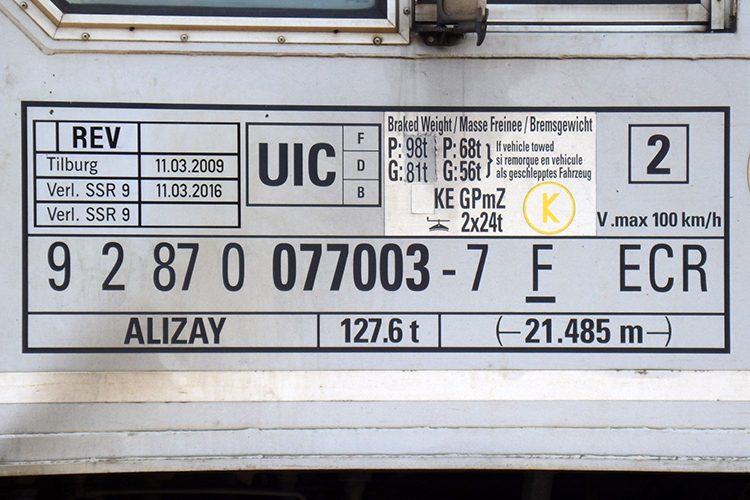 REV
Tilburg 11.03.2009
Verl. SSR 9 11.03.2016
Verl. SSR 9
UIC
F
D
B
Braked Weight / Masse Freinee / Bremsgewicht
P: 98t P: 68t If vehicle towed
si remorque en vehicule
G: 81t G: 56t als geschlepptes Fahrzeug
KE GPmZ
2x24t
K
2
V.max 100 km/h
92 87 0 077003-7 F ECR
ALIZAY 127.6 t 21.485 m